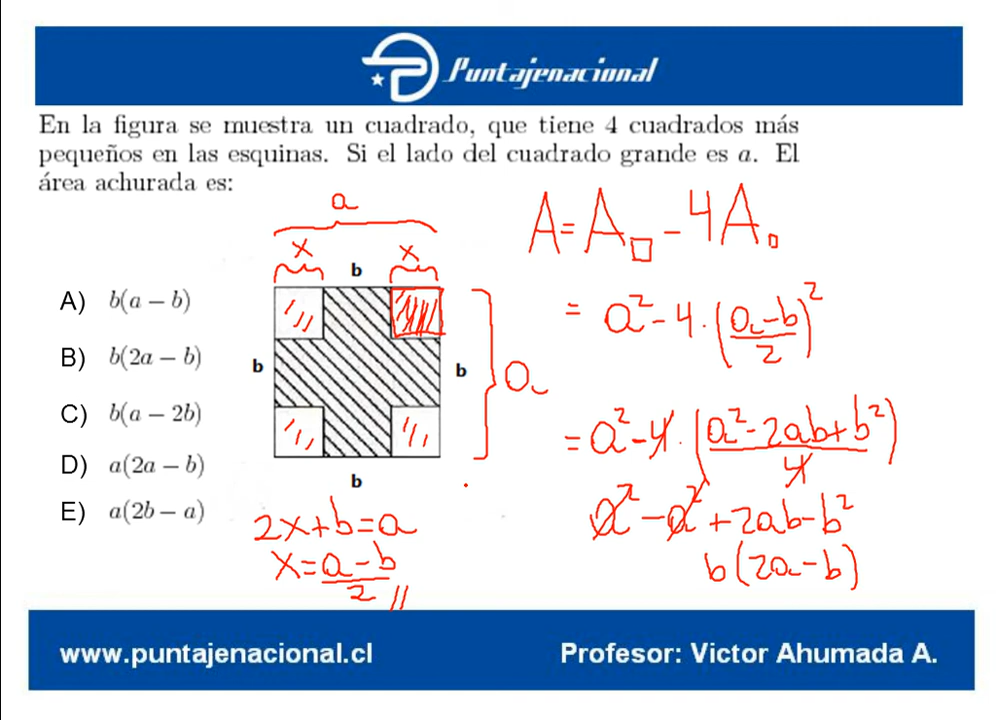 Puntajenacional
En la figura se muestra un cuadrado, que tiene 4 cuadrados más
pequeños en las esquinas. Si el lado del cuadrado grande es a. El
área achurada es:
a
x x
b
b
b
b
a
A) b(a − b)
B) b(2a − b)
C) b(a − 2b)
D) a(2a − b)
E) a(2b − a)
2x+b=a
x=a-b/2
A=A□-4A□
= a²-4·(a-b/2)²
=a²-4·(a²-2ab+b²/4)
a²-a²+2ab-b²
b(2a-b)
www.puntajenacional.cl
Profesor: Victor Ahumada A.